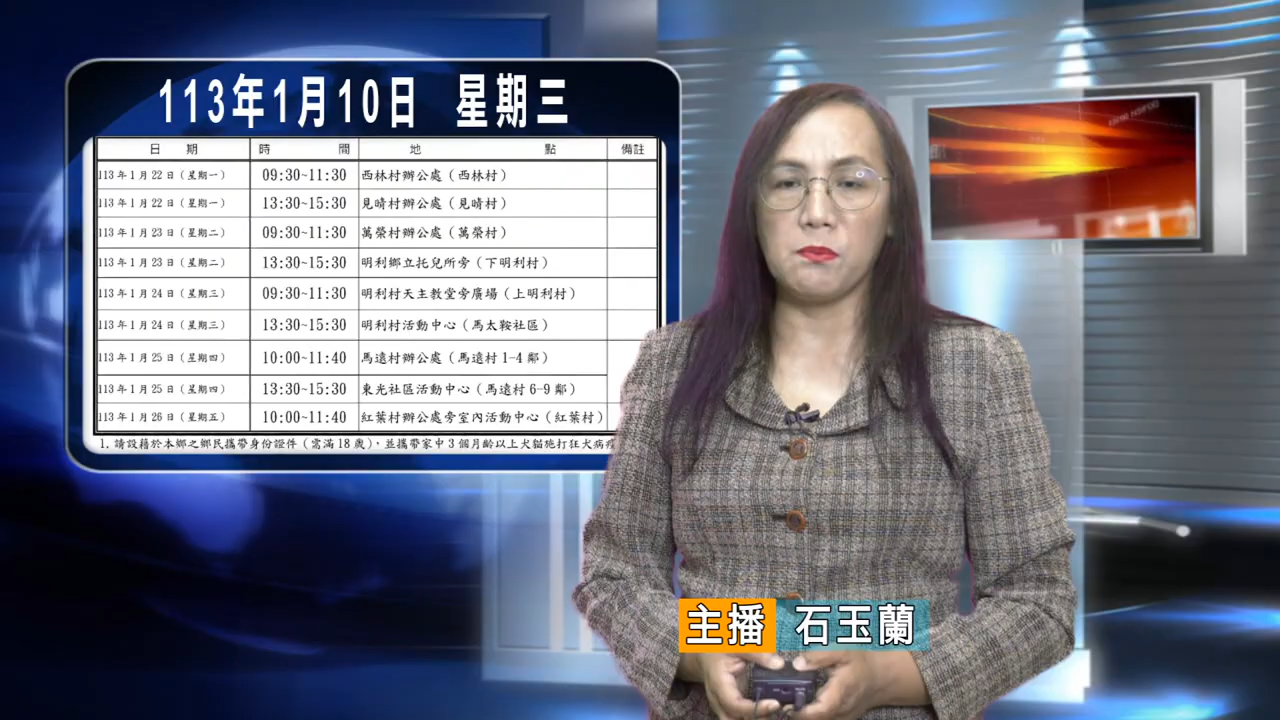 113年1月10日 星期三
日 期 時 間 地 點 備註
113年1月22日(星期一) 09:30~11:30 西林村辦公處(西林村)
113年1月22日(星期一) 13:30~15:30 見晴村辦公處(見晴村)
113年1月23日(星期二) 09:30~11:30 萬榮村辦公處(萬榮村)
113年1月23日(星期二) 13:30~15:30 明利鄉立托兒所旁(下明利村)
113年1月24日(星期三) 09:30~11:30 明利村天主教堂旁廣場(上明利村)
113年1月24日(星期三) 13:30~15:30 明利村活動中心(馬太鞍社區)
113年1月25日(星期四) 10:00~11:40 馬遠村辦公處(馬遠村1-4鄰)
113年1月25日(星期四) 13:30~15:30 東光社區活動中心(馬遠村6-9鄰)
113年1月26日(星期五) 10:00~11:40 紅葉村辦公處旁室內活動中心(紅葉村)
1. 請設籍於本鄉之鄉民攜帶身份證件(需滿18歲),並攜帶家中3個月齡以上犬貓施打狂犬病
主播 石玉蘭